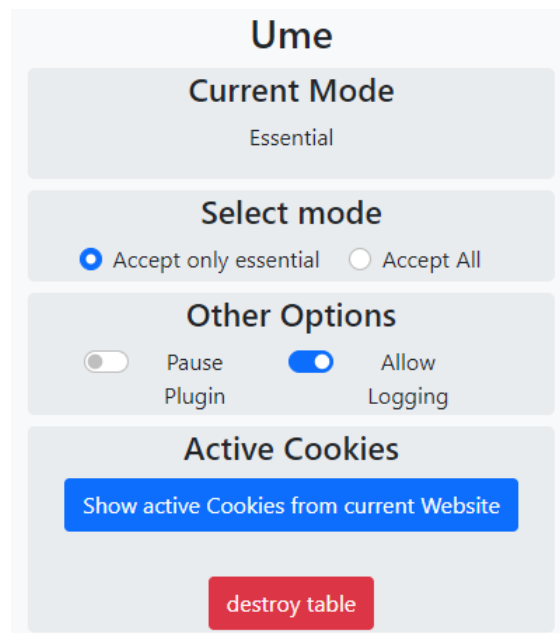 Ume
Current Mode
Essential
Select mode
Accept only essential Accept All
Other Options
Pause Allow
Plugin Logging
Active Cookies
Show active Cookies from current Website
destroy table